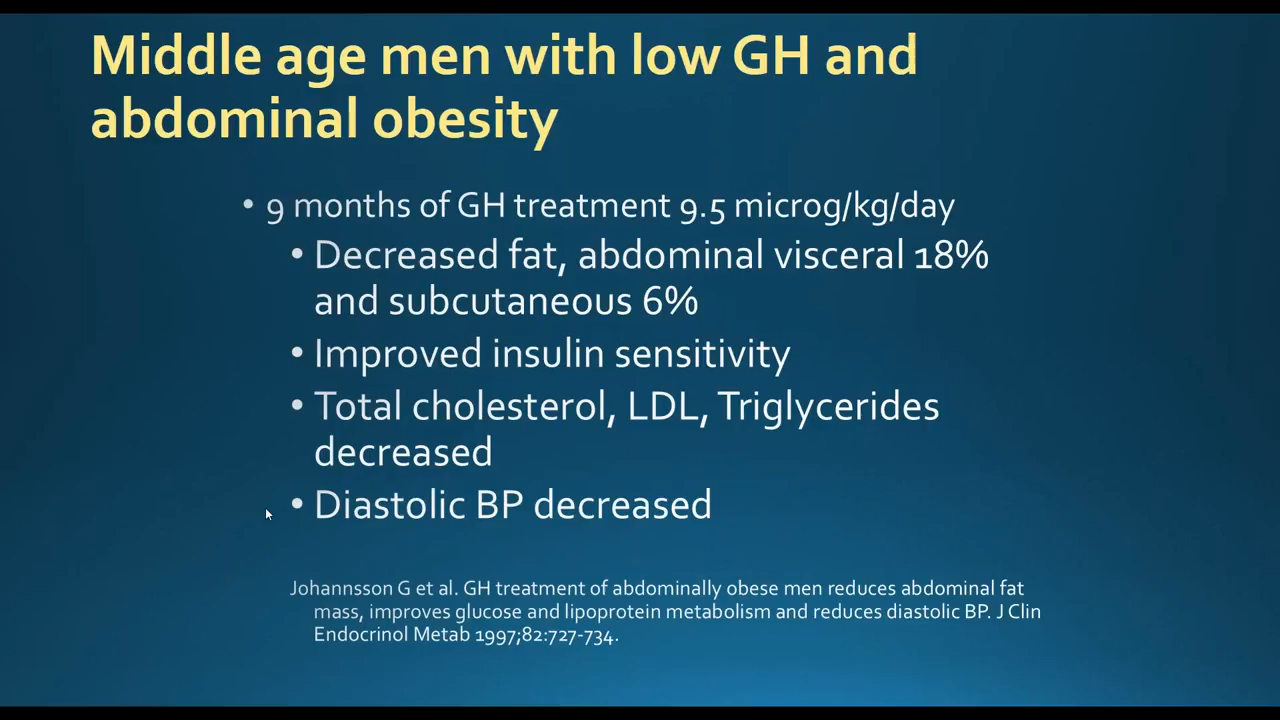 Middle age men with low GH and
abdominal obesity
• 9 months of GH treatment 9.5 microg/kg/day
• Decreased fat, abdominal visceral 18%
and subcutaneous 6%
• Improved insulin sensitivity
• Total cholesterol, LDL, Triglycerides
decreased
• Diastolic BP decreased
Johannsson G et al. GH treatment of abdominally obese men reduces abdominal fat
mass, improves glucose and lipoprotein metabolism and reduces diastolic BP. J Clin
Endocrinol Metab 1997;82:727-734.